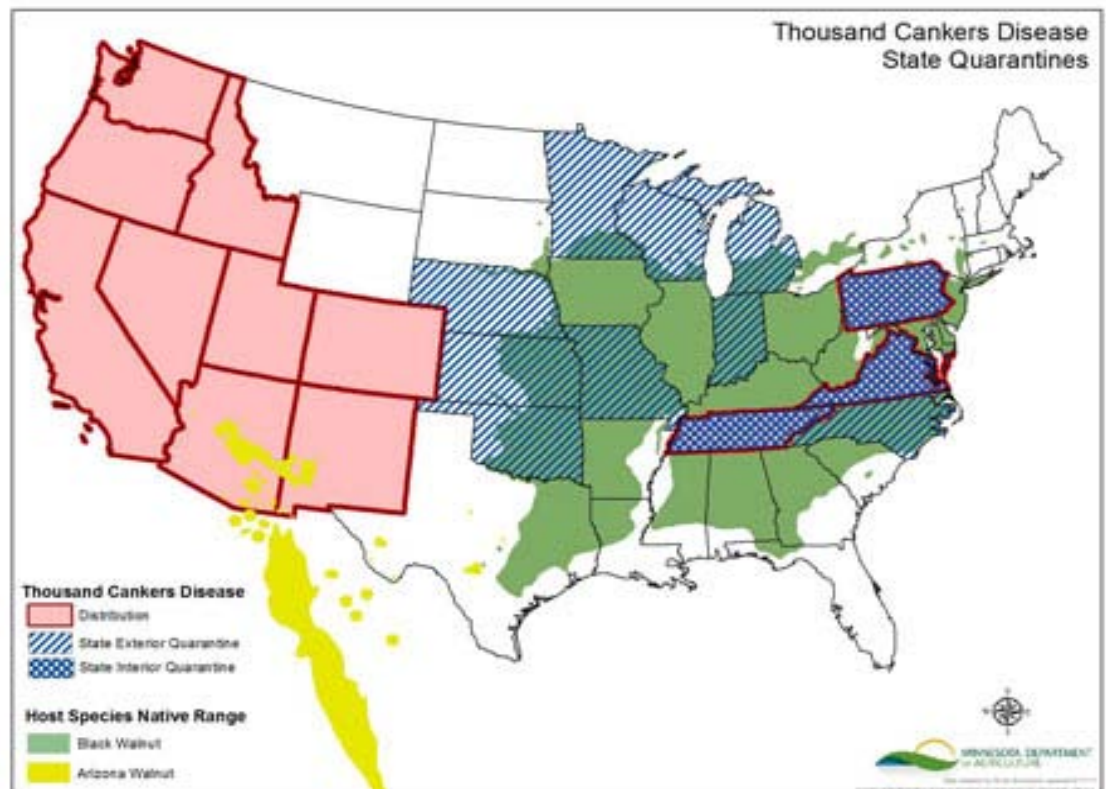 Thousand Cankers Disease
State Quarantines
Thousand Cankers Disease
Distribution
State Exterior Quarantine
State Interior Quarantine
Host Species Native Range
Black Walnut
Arizona Walnut
MINNESOTA DEPARTMENT
OF AGRICULTURE